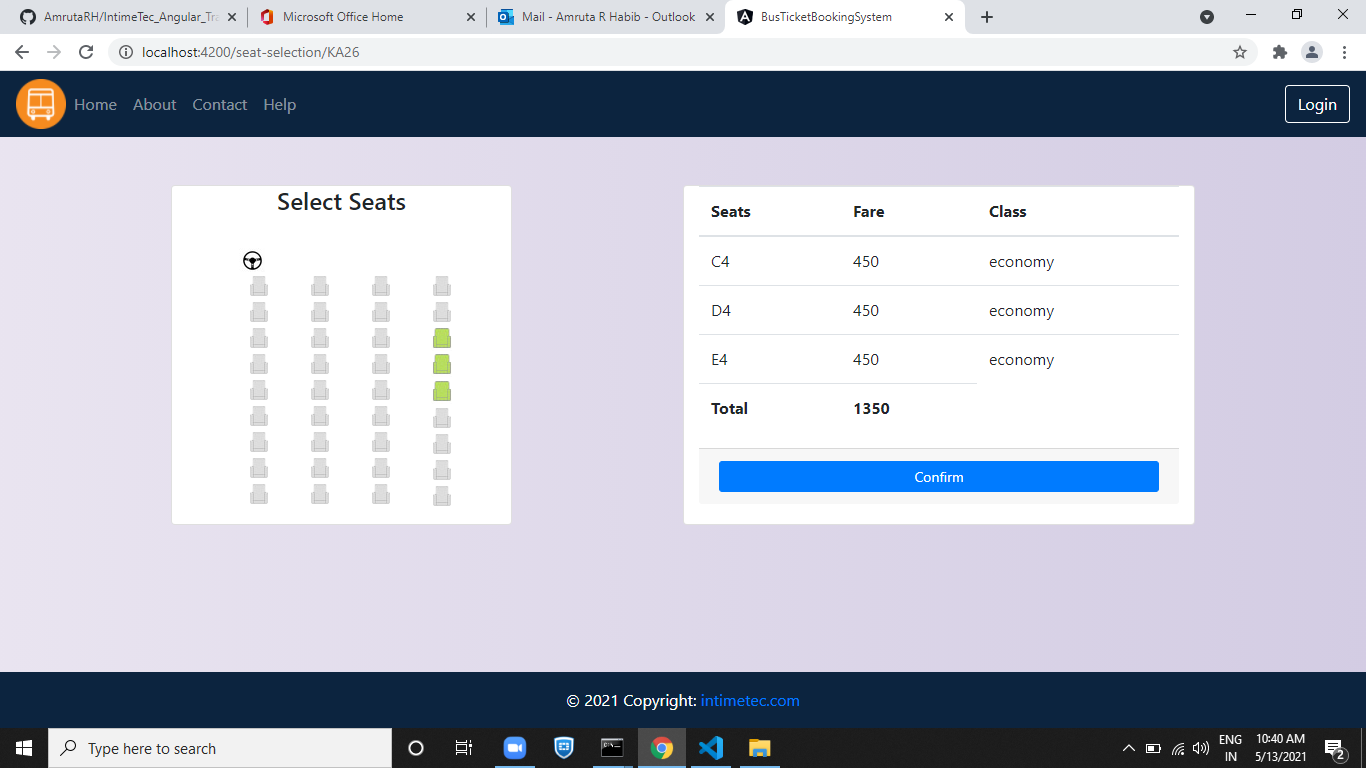 AmrutaRH/IntimeTec_Angular_Tra
Microsoft Office Home
Mail - Amruta R Habib - Outlook
BusTicketBookingSystem
localhost:4200/seat-selection/KA26
Home About Contact Help
Login
Select Seats
Seats Fare Class
C4 450 economy
D4 450 economy
E4 450 economy
Total 1350
Confirm
© 2021 Copyright: intimetec.com
Type here to search
ENG
IN
10:40 AM
5/13/2021
2